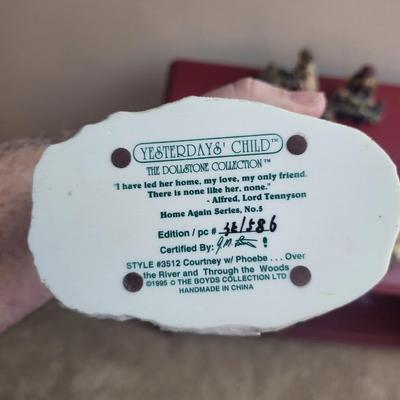 YESTERDAYS' CHILD™
THE DOLLSTONE COLLECTION™
"I have led her home, my love, my only friend.
There is none like her, none."
- Alfred, Lord Tennyson
Home Again Series, No.5
Edition / pc # 3E/586
Certified By:
STYLE #3512 Courtney w/ Phoebe . . . Over
the River and Through the Woods
©1995 THE BOYDS COLLECTION LTD
HANDMADE IN CHINA